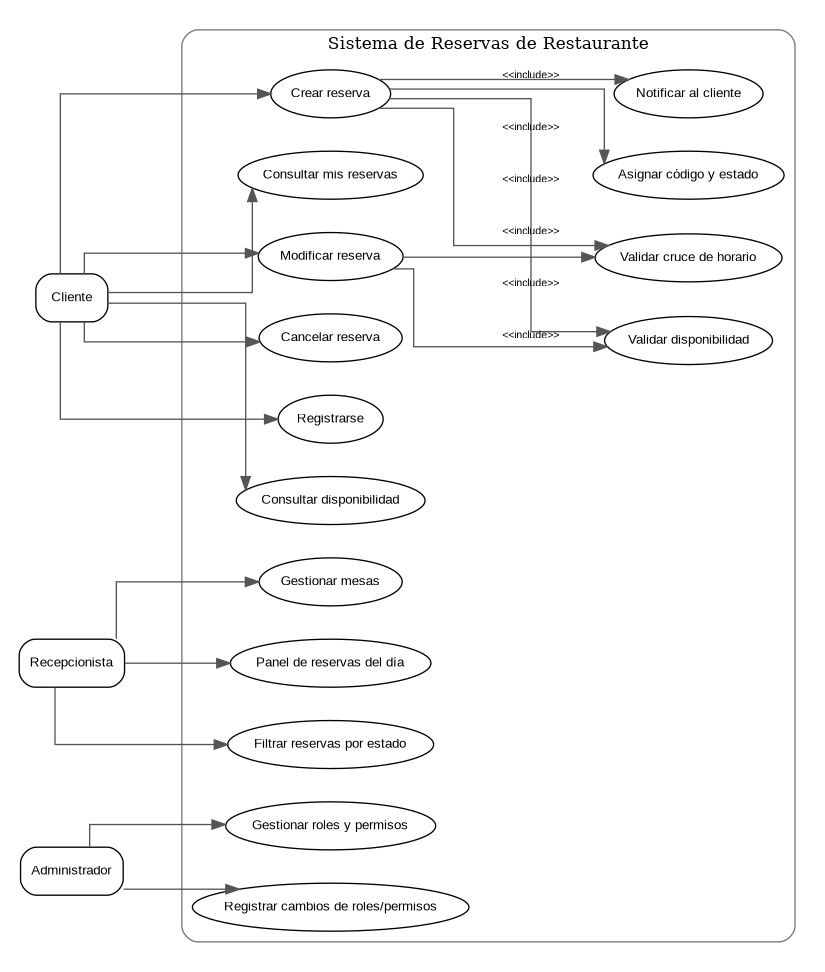 Sistema de Reservas de Restaurante
Crear reserva
<<include>>
Notificar al cliente
<<include>>
Consultar mis reservas
<<include>>
Asignar código y estado
<<include>>
Modificar reserva
Validar cruce de horario
<<include>>
Cliente
Cancelar reserva
<<include>>
Validar disponibilidad
Registrarse
Consultar disponibilidad
Gestionar mesas
Recepcionista
Panel de reservas del día
Filtrar reservas por estado
Gestionar roles y permisos
Administrador
Registrar cambios de roles/permisos